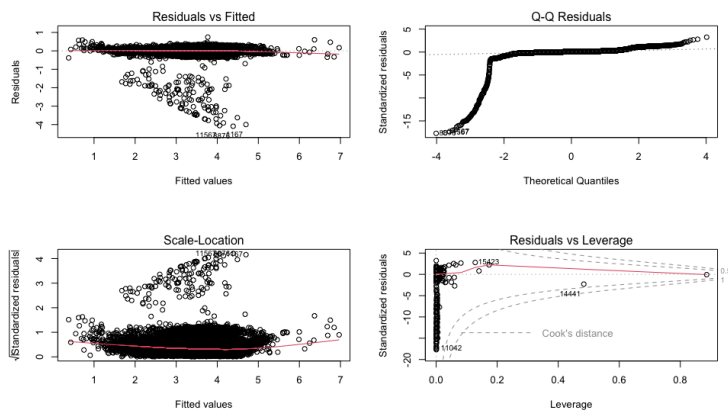 Residuals vs Fitted
Residuals
1
0
-1
-2
-3
-4
1 2 3 4 5 6 7
Fitted values
Q-Q Residuals
Standardized residuals
5
-5
-15
-4 -2 0 2 4
Theoretical Quantiles
Scale-Location
√|Standardized residuals|
4
3
2
1
0
1 2 3 4 5 6 7
Fitted values
Residuals vs Leverage
Standardized residuals
5
0
-5
-10
-20
15423
14441
11042
Cook's distance
0.5
1
0.0 0.2 0.4 0.6 0.8
Leverage